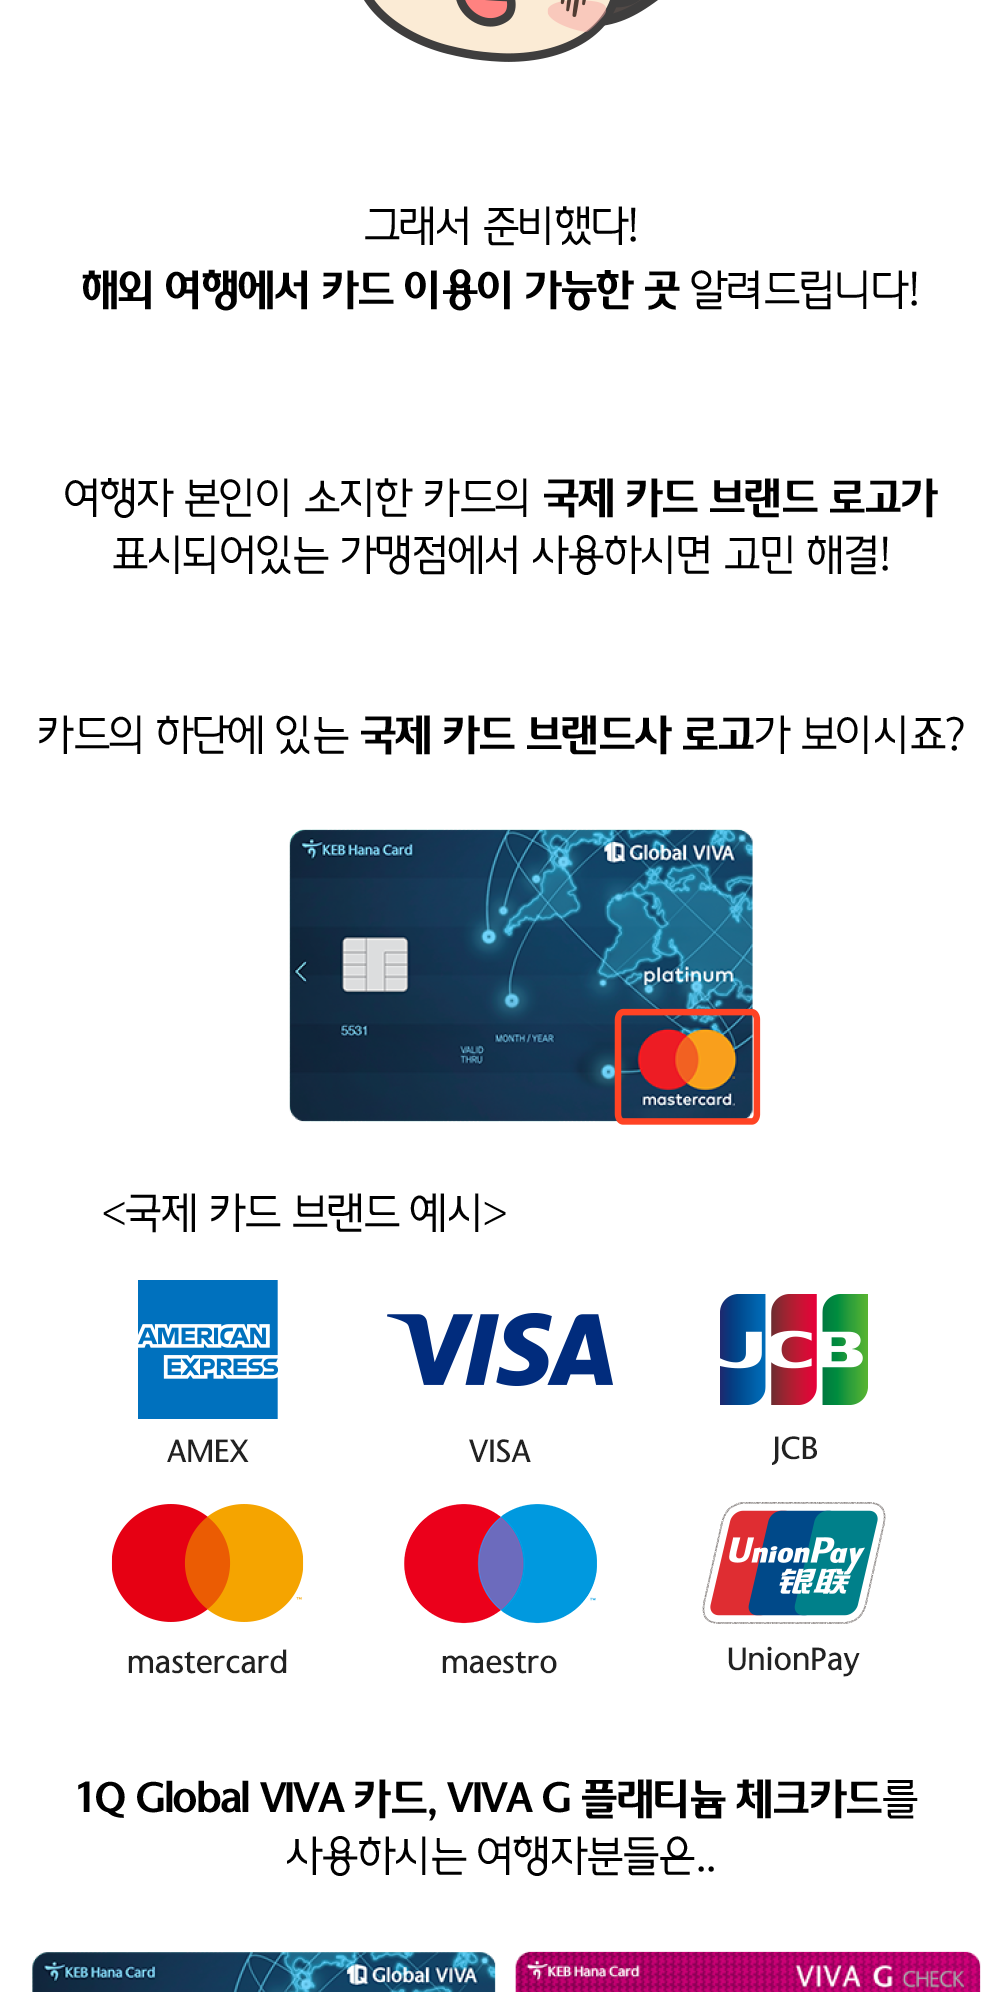 그래서 준비했다!
해외 여행에서 카드 이용이 가능한 곳 알려드립니다!
여행자 본인이 소지한 카드의 국제 카드 브랜드 로고가
표시되어있는 가맹점에서 사용하시면 고민 해결!
카드의 하단에 있는 국제 카드 브랜드사 로고가 보이시죠?
KEB Hana Card
1Q Global VIVA
platinum
5531
MONTH / YEAR
VALID
THRU
mastercard.
<국제 카드 브랜드 예시>
AMERICAN
EXPRESS
VISA
JCB
AMEX
VISA
JCB
UnionPay
银联
mastercard
maestro
UnionPay
1Q Global VIVA 카드, VIVA G 플래티늄 체크카드를
사용하시는 여행자분들은..
KEB Hana Card
1Q Global VIVA
KEB Hana Card
VIVA G CHECK